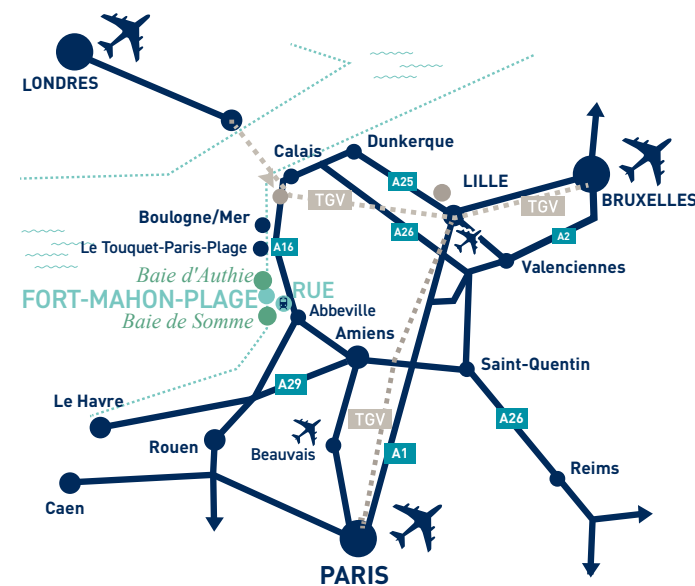 LONDRES
Dunkerque
Calais
A25
LILLE
TGV
TGV
BRUXELLES
Boulogne/Mer
A26
A2
Le Touquet-Paris-Plage
A16
Valenciennes
Baie d'Authie
RUE
FORT-MAHON-PLAGE
Abbeville
Baie de Somme
Amiens
Saint-Quentin
A29
Le Havre
TGV
A26
Rouen
Beauvais
A1
Reims
Caen
PARIS